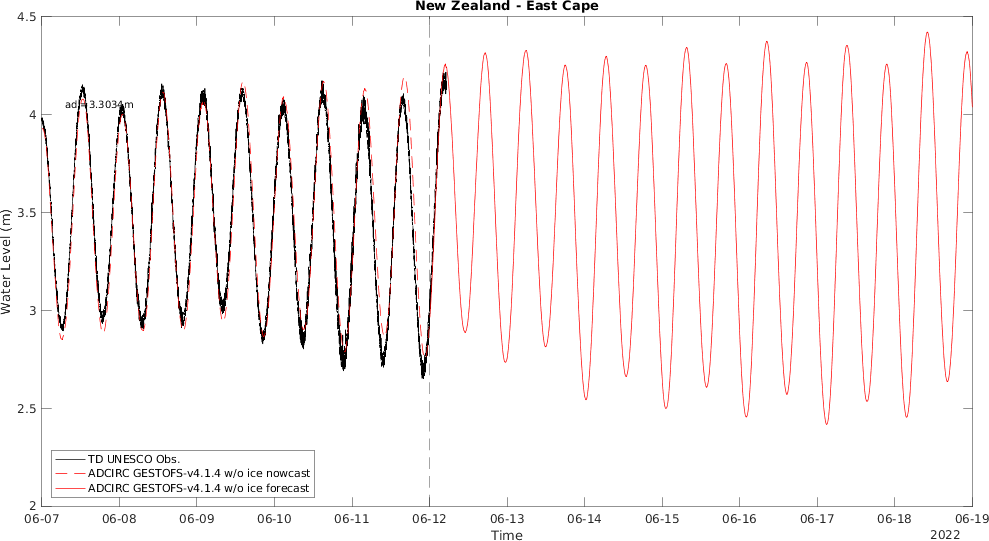 New Zealand - East Cape
4.5
4
3.5
3
2.5
2
Water Level (m)
adj=3.3034m
TD UNESCO Obs.
ADCIRC GESTOFS-v4.1.4 w/o ice nowcast
ADCIRC GESTOFS-v4.1.4 w/o ice forecast
06-07 06-08 06-09 06-10 06-11 06-12 06-13 06-14 06-15 06-16 06-17 06-18 06-19
Time
2022